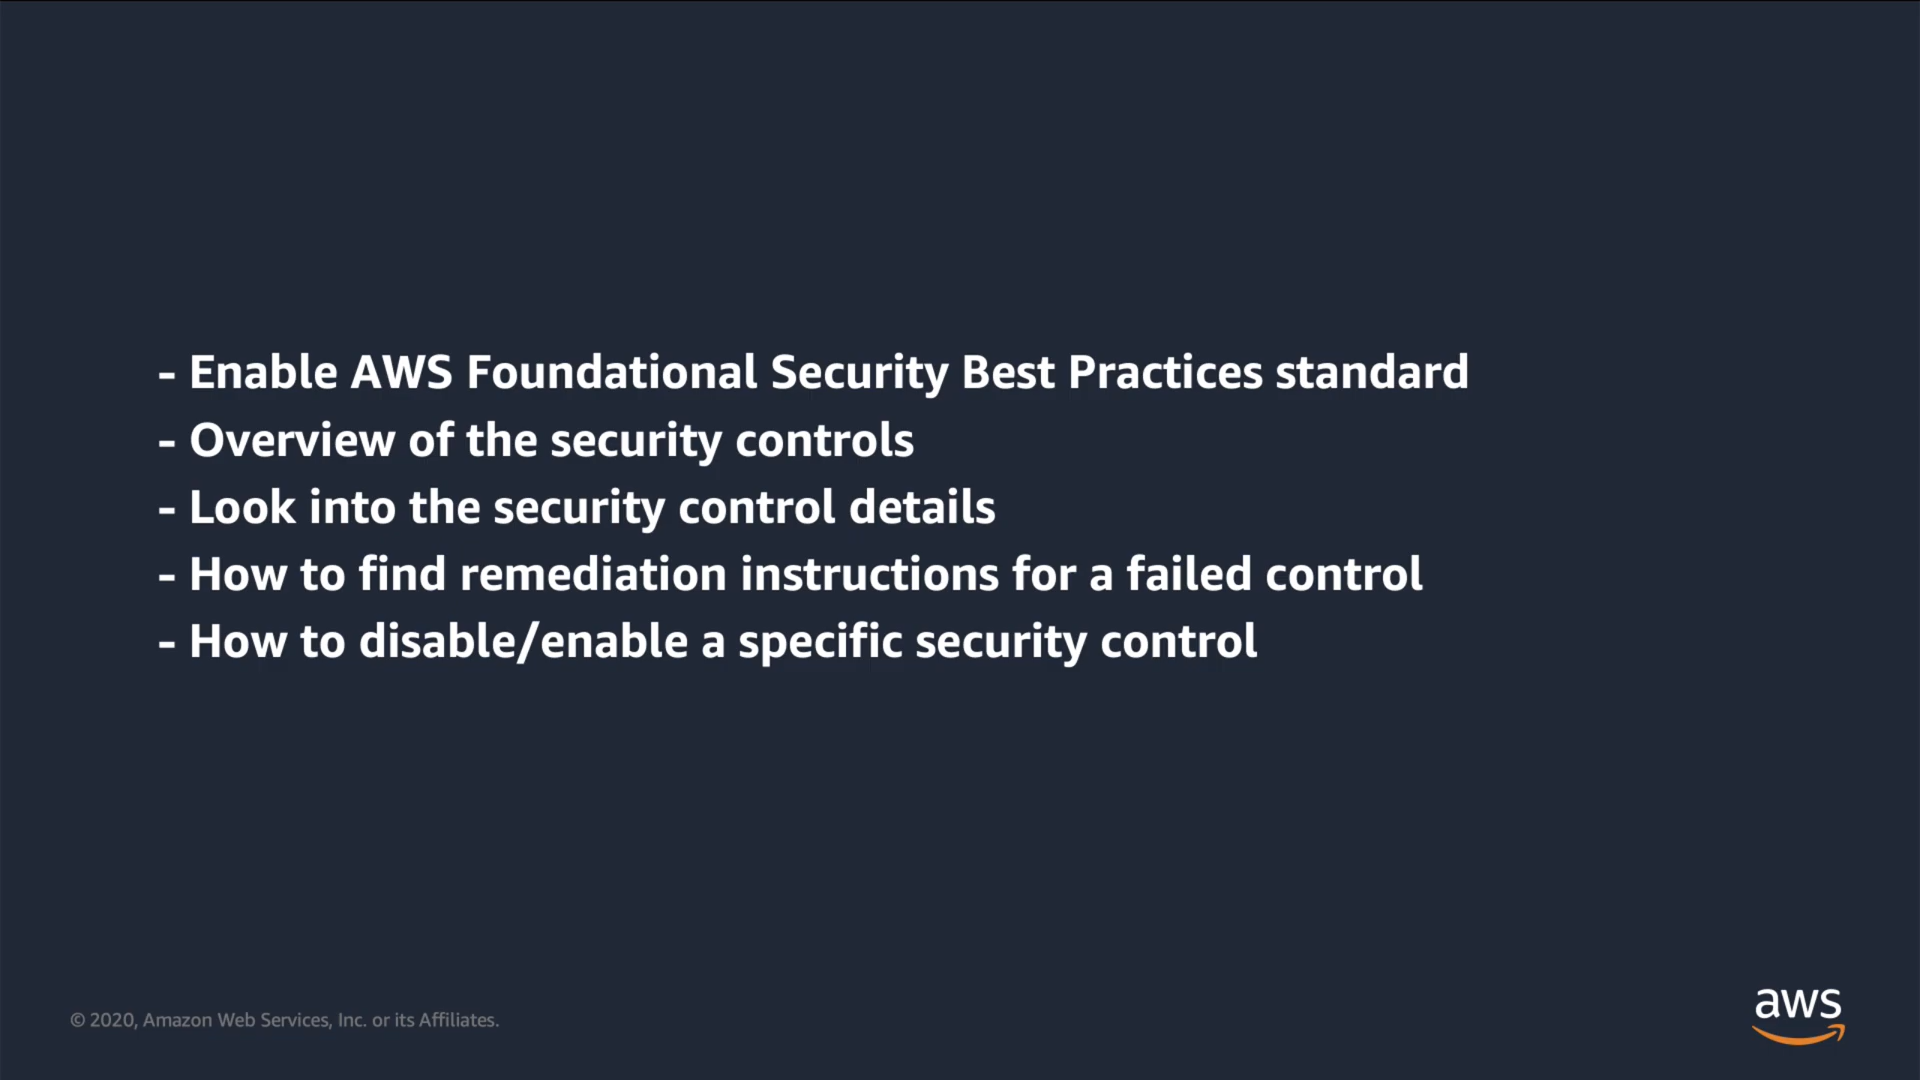 - Enable AWS Foundational Security Best Practices standard
- Overview of the security controls
- Look into the security control details
- How to find remediation instructions for a failed control
- How to disable/enable a specific security control
© 2020, Amazon Web Services, Inc. or its Affiliates.
aws